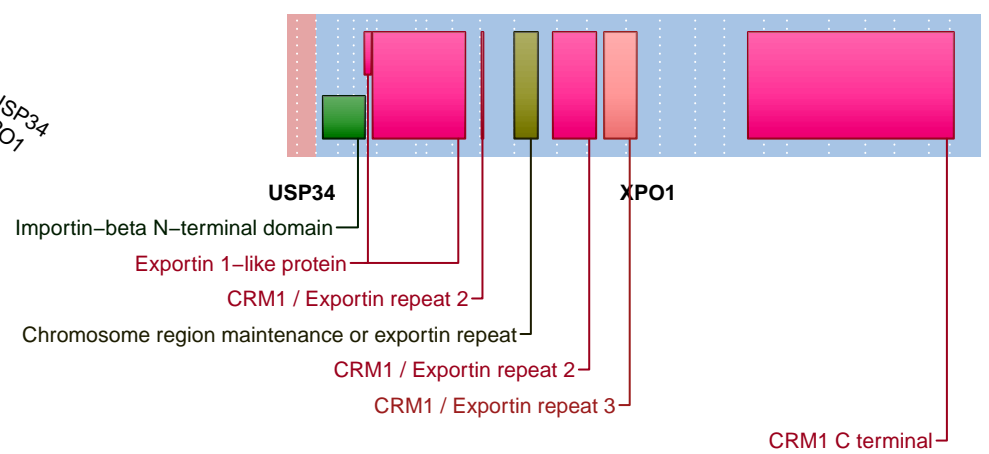 USP34
USP34 XPO1
Importin−beta N−terminal domain
Exportin 1−like protein
CRM1 / Exportin repeat 2
Chromosome region maintenance or exportin repeat
CRM1 / Exportin repeat 2
CRM1 / Exportin repeat 3
CRM1 C terminal